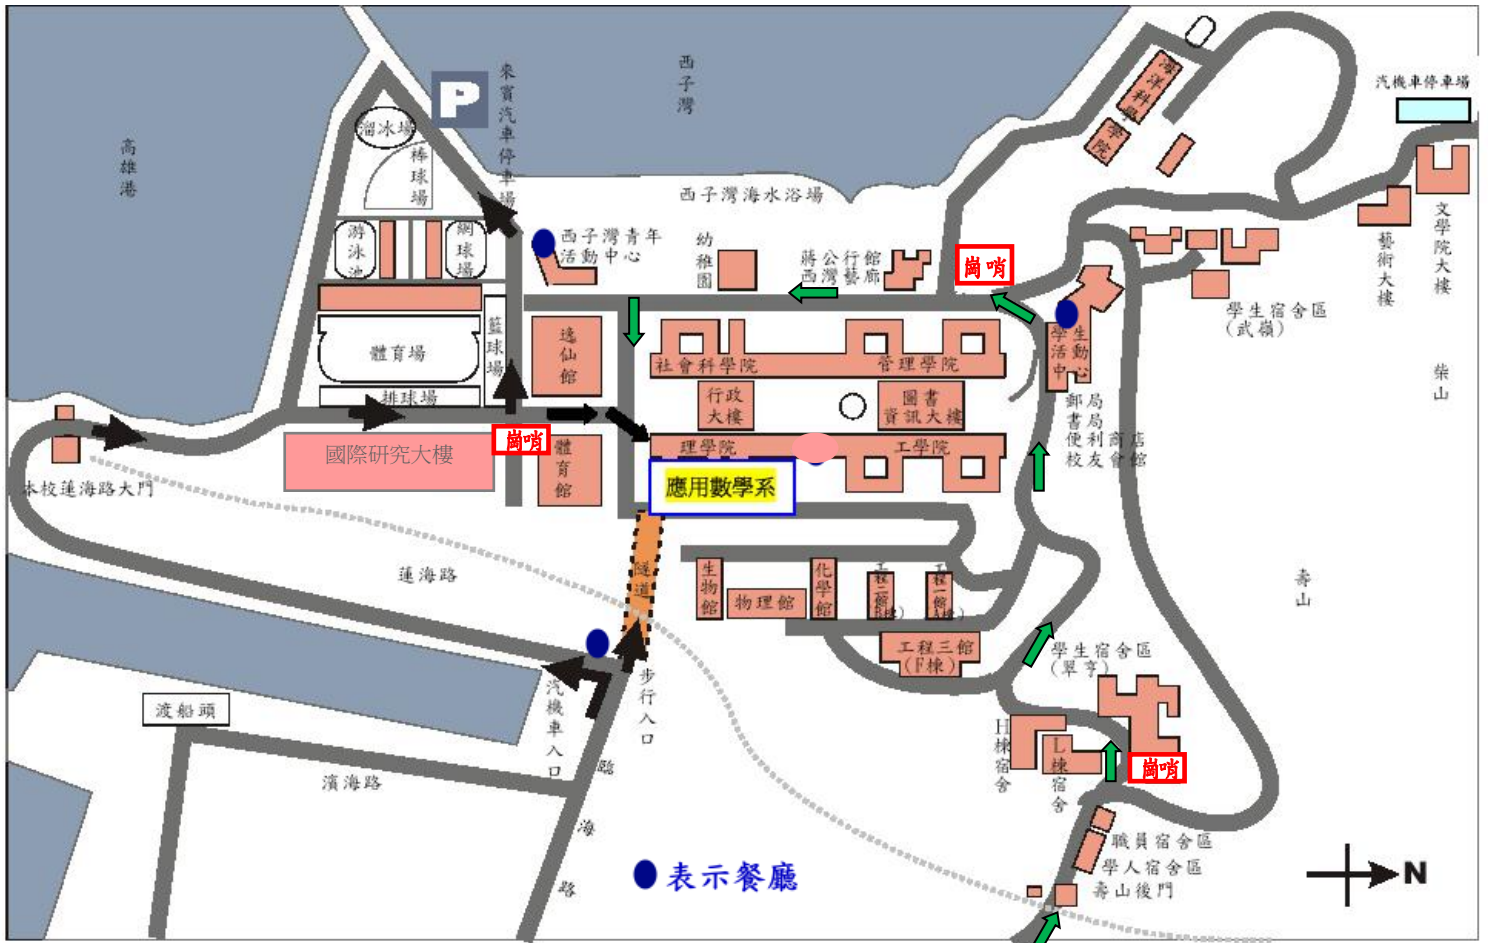 西子灣
高雄港
P
來賓汽車停車場
溜冰場
棒球場
西子灣海水浴場
海洋科學
學院
汽機車停車場
文學院大樓
藝術大樓
游泳池
網球場
西子灣青年
活動中心
幼稚園
蔣公行館
西灣藝廊
崗哨
學生宿舍區
(武嶺)
體育場
籃球場
排球場
逸仙館
社會科學院
管理學院
學生
活動
中心
柴山
行政
大樓
圖書
資訊大樓
郵局
書局
便利商店
校友會館
崗哨
國際研究大樓
體育館
理學院
工學院
應用數學系
本校蓮海路大門
蓮海路
隧道
生物館
物理館
化學館
工程二館
工程一館
工程三館
(F棟)
壽山
學生宿舍區
(翠亨)
步行入口
汽機車入口
渡船頭
濱海路
臨海路
H棟宿舍
L棟宿舍
崗哨
職員宿舍區
學人宿舍區
壽山後門
表示餐廳
N